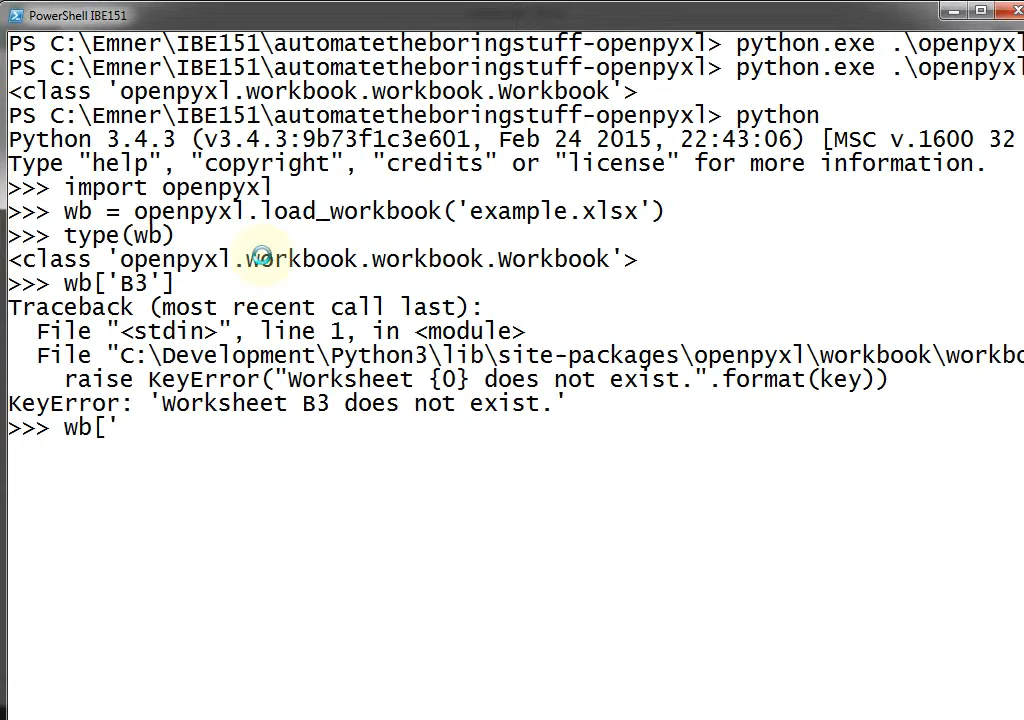 PowerShell IBE151
PS C:\Emner\IBE151\automatetheboringstuff-openpyxl> python.exe .\openpyxl
PS C:\Emner\IBE151\automatetheboringstuff-openpyxl> python.exe .\openpyxl
<class 'openpyxl.workbook.workbook.Workbook'>
PS C:\Emner\IBE151\automatetheboringstuff-openpyxl> python
Python 3.4.3 (v3.4.3:9b73f1c3e601, Feb 24 2015, 22:43:06) [MSC v.1600 32
Type "help", "copyright", "credits" or "license" for more information.
>>> import openpyxl
>>> wb = openpyxl.load_workbook('example.xlsx')
>>> type(wb)
<class 'openpyxl.workbook.workbook.Workbook'>
>>> wb['B3']
Traceback (most recent call last):
  File "<stdin>", line 1, in <module>
  File "C:\Development\Python3\lib\site-packages\openpyxl\workbook\workbo
    raise KeyError("Worksheet {0} does not exist.".format(key))
KeyError: 'Worksheet B3 does not exist.'
>>> wb['